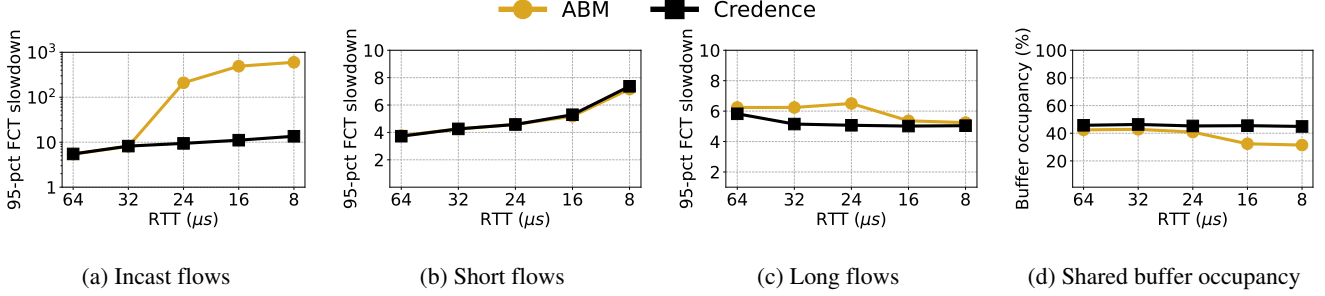 ABM Credence
95-pct FCT slowdown
10³
10²
10
1
64 32 24 16 8
RTT (μs)
(a) Incast flows
95-pct FCT slowdown
10
8
6
4
2
64 32 24 16 8
RTT (μs)
(b) Short flows
95-pct FCT slowdown
10
8
6
4
2
64 32 24 16 8
RTT (μs)
(c) Long flows
Buffer occupancy (%)
100
80
60
40
20
64 32 24 16 8
RTT (μs)
(d) Shared buffer occupancy